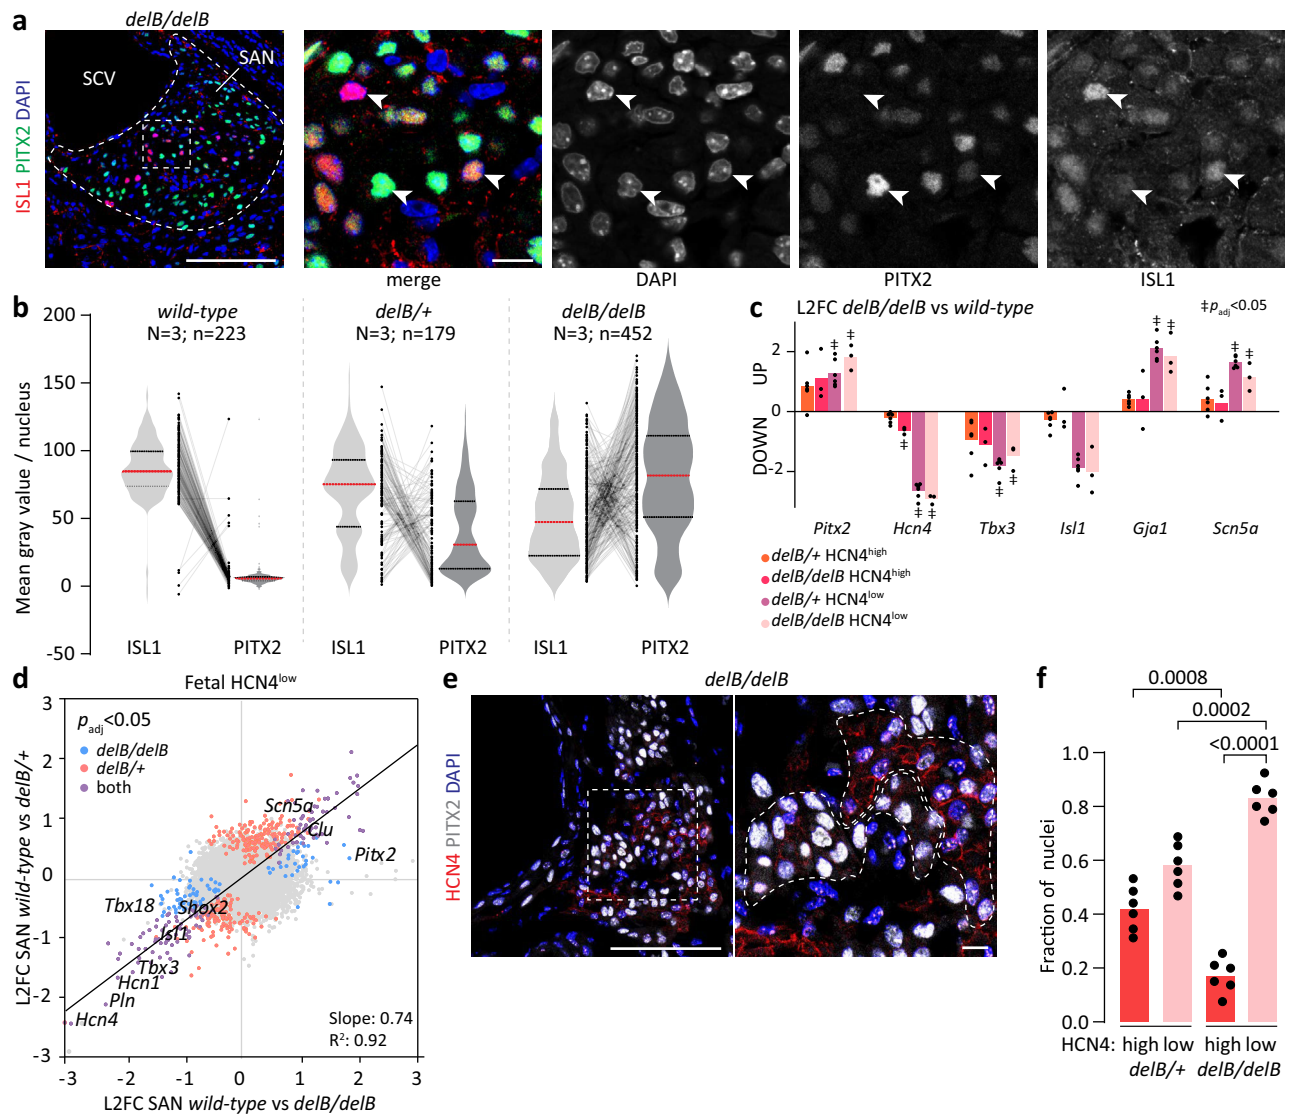 a
delB/delB
ISL1 PITX2 DAPI
SCV
SAN
merge
DAPI
PITX2
ISL1
b
Mean gray value / nucleus
200
150
100
50
0
-50
wild-type
N=3; n=223
delB/+
N=3; n=179
delB/delB
N=3; n=452
ISL1
PITX2
ISL1
PITX2
ISL1
PITX2
c
L2FC delB/delB vs wild-type
‡padj<0.05
UP
DOWN
2
0
-2
‡ ‡ ‡ ‡ ‡ ‡ ‡ ‡ ‡ ‡ ‡
Pitx2 Hcn4 Tbx3 Isl1 Gja1 Scn5a
delB/+ HCN4high
delB/delB HCN4high
delB/+ HCN4low
delB/delB HCN4low
d
Fetal HCN4low
L2FC SAN wild-type vs delB/+
3
2
1
0
-1
-2
-3
padj<0.05
delB/delB
delB/+
both
Scn5a
Clu
Pitx2
Tbx18
Shox2
Isl1
Tbx3
Hcn1
Pln
Hcn4
Slope: 0.74
R2: 0.92
-3 -2 -1 0 1 2 3
L2FC SAN wild-type vs delB/delB
e
delB/delB
HCN4 PITX2 DAPI
f
0.0008
0.0002
<0.0001
Fraction of nuclei
1.0
0.8
0.6
0.4
0.2
0.0
HCN4: high low high low
delB/+ delB/delB